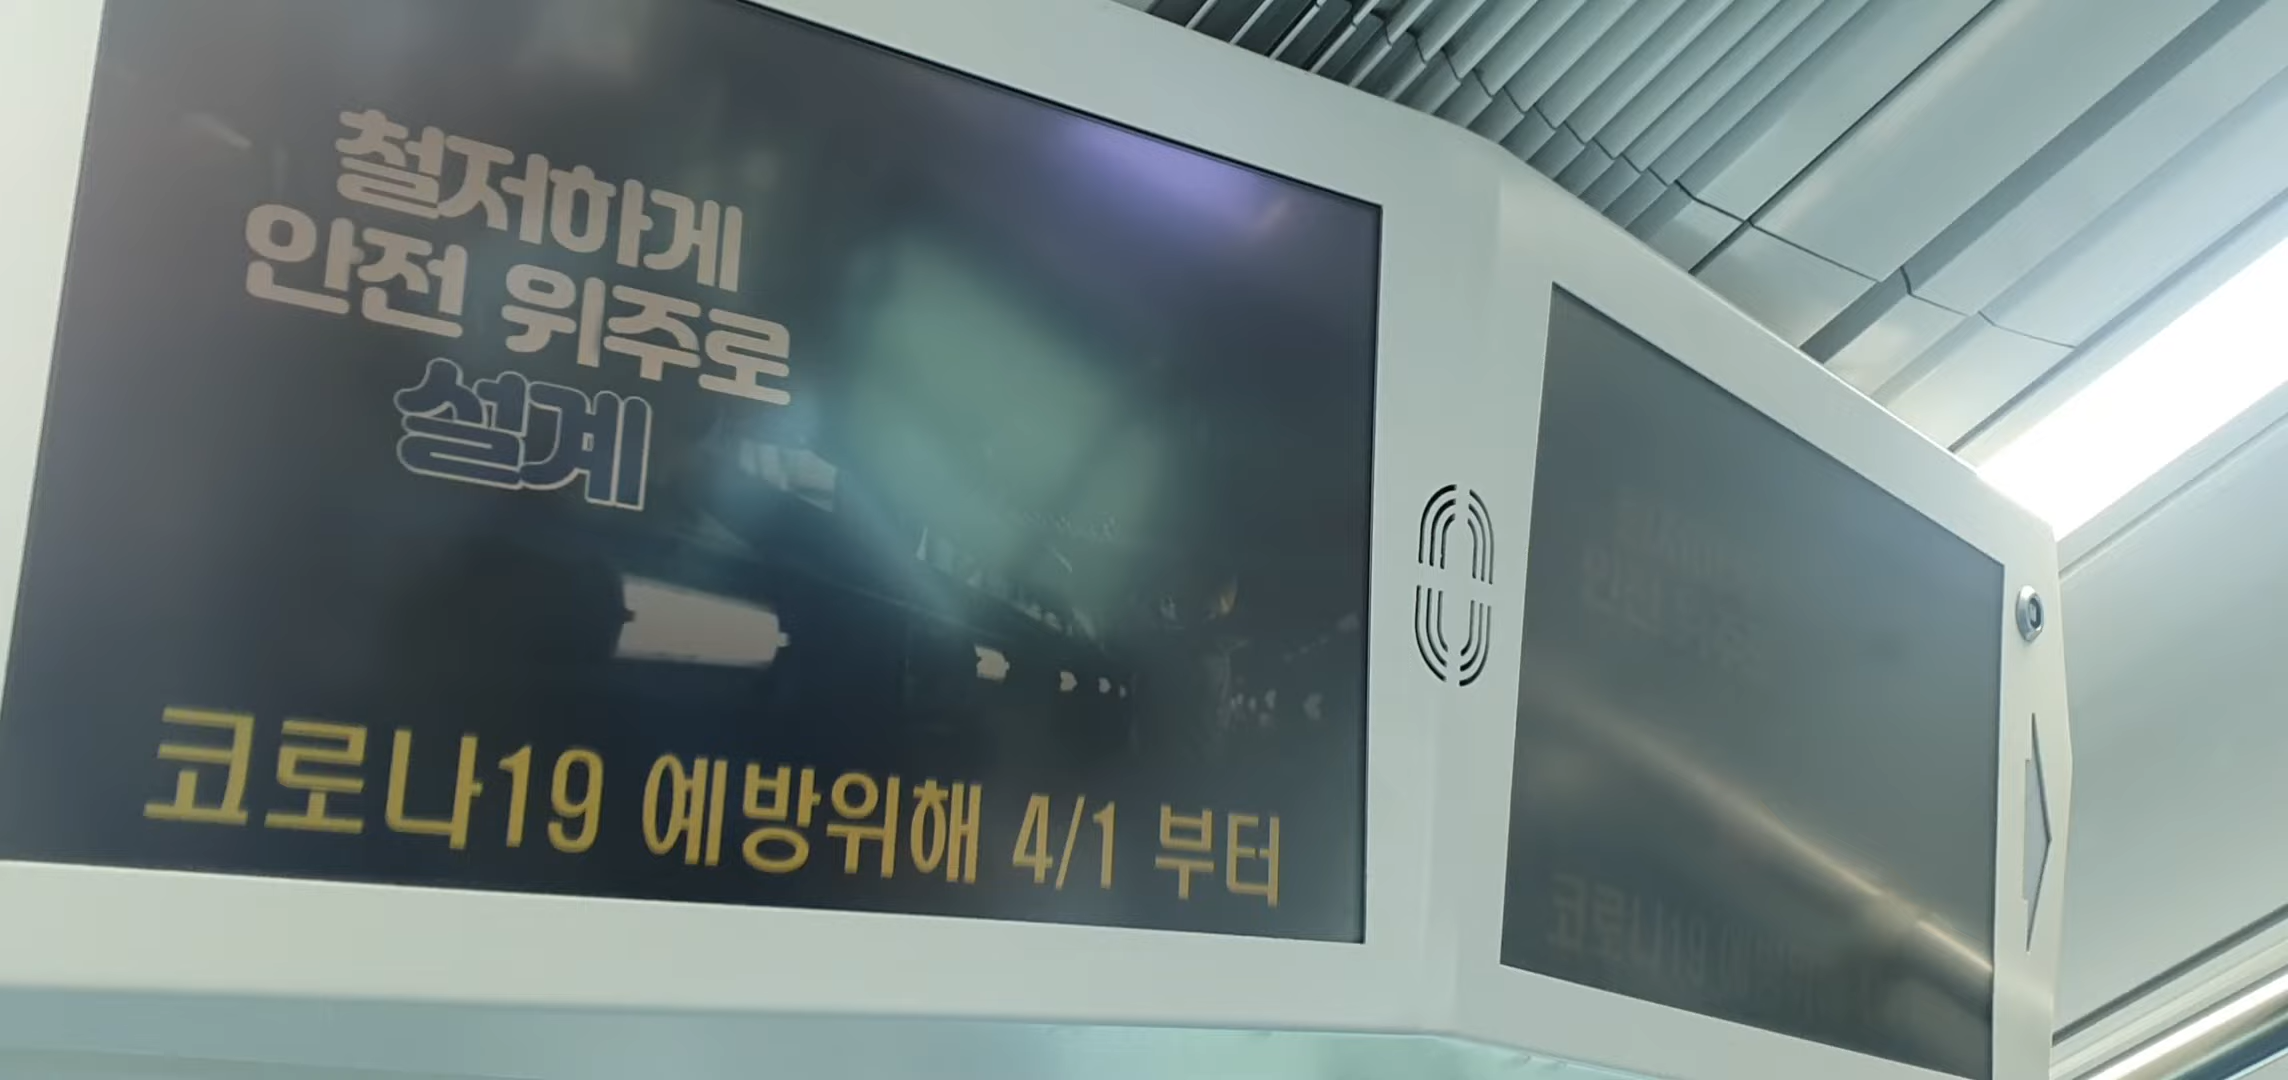 철저하게
안전 위주로
설계
코로나19 예방위해 4/1 부터